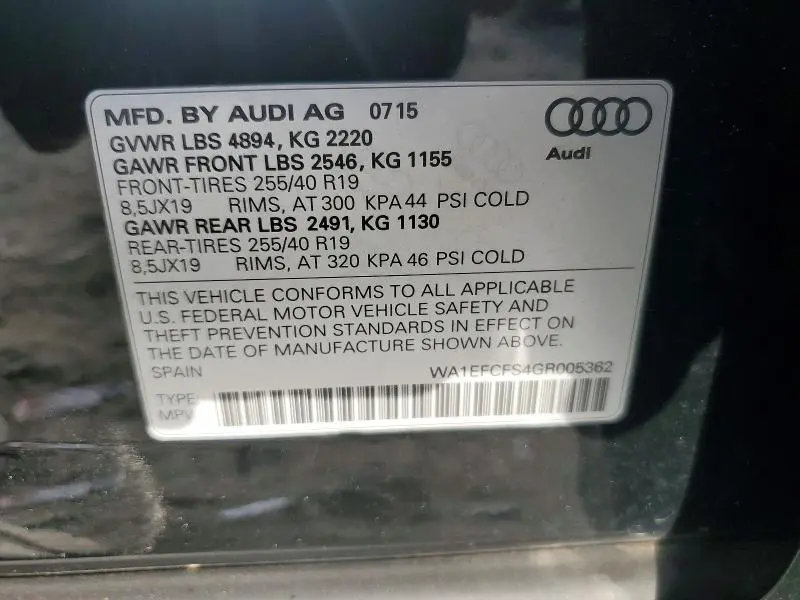 MFD. BY AUDI AG 0715
GVWR LBS 4894, KG 2220
GAWR FRONT LBS 2546, KG 1155
FRONT-TIRES 255/40 R19
8,5JX19 RIMS, AT 300 KPA 44 PSI COLD
GAWR REAR LBS 2491, KG 1130
REAR-TIRES 255/40 R19
8,5JX19 RIMS, AT 320 KPA 46 PSI COLD
Audi
THIS VEHICLE CONFORMS TO ALL APPLICABLE
U.S. FEDERAL MOTOR VEHICLE SAFETY AND
THEFT PREVENTION STANDARDS IN EFFECT ON
THE DATE OF MANUFACTURE SHOWN ABOVE.
SPAIN WA1EFCFS4GR005362
TYPE:
MPV